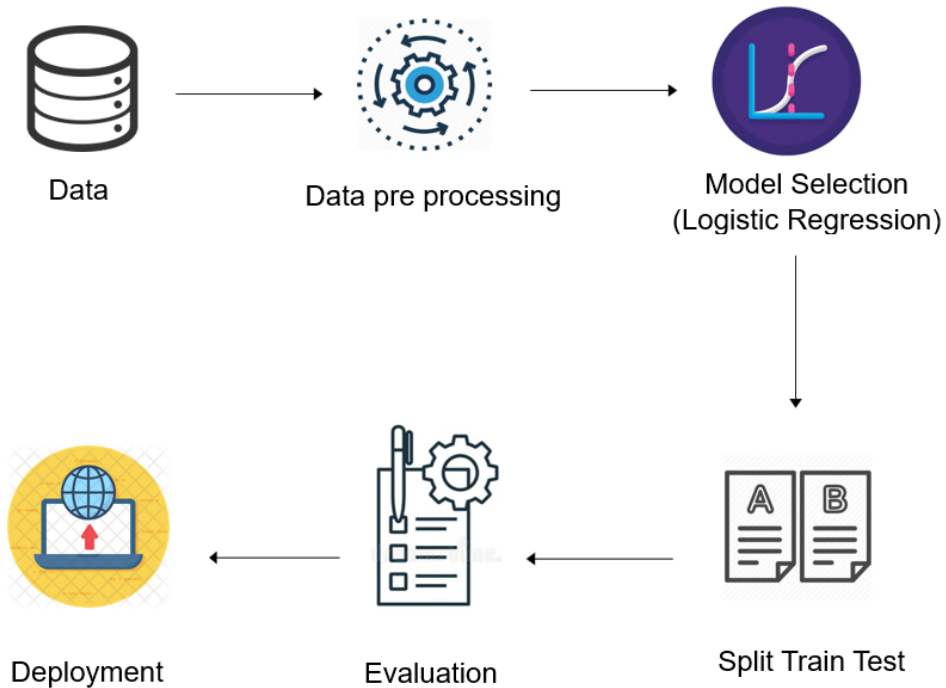 Data
Data pre processing
Model Selection
(Logistic Regression)
A B
Deployment
Evaluation
Split Train Test